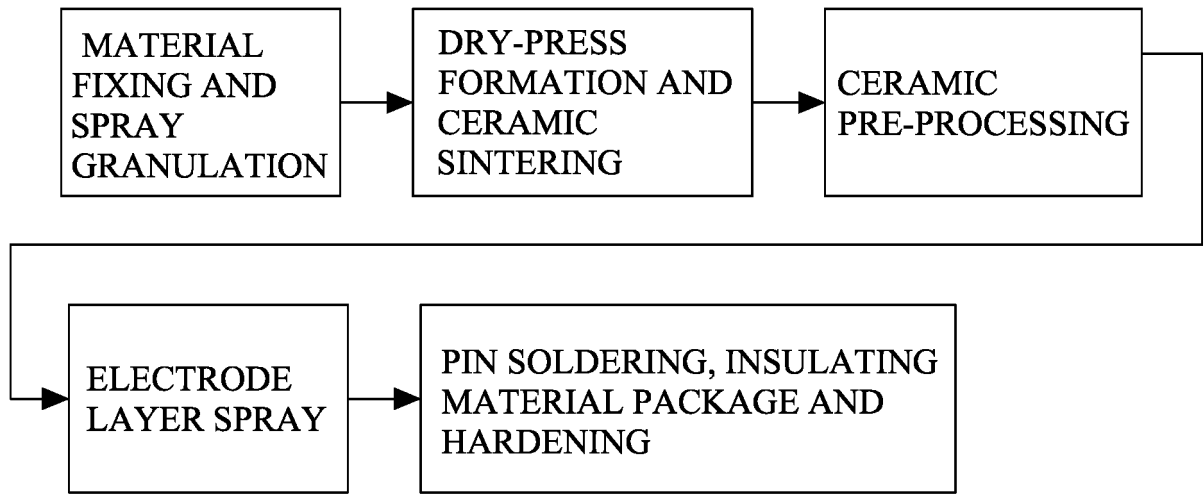 MATERIAL
FIXING AND
SPRAY
GRANULATION
DRY-PRESS
FORMATION AND
CERAMIC
SINTERING
CERAMIC
PRE-PROCESSING
ELECTRODE
LAYER SPRAY
PIN SOLDERING, INSULATING
MATERIAL PACKAGE AND
HARDENING